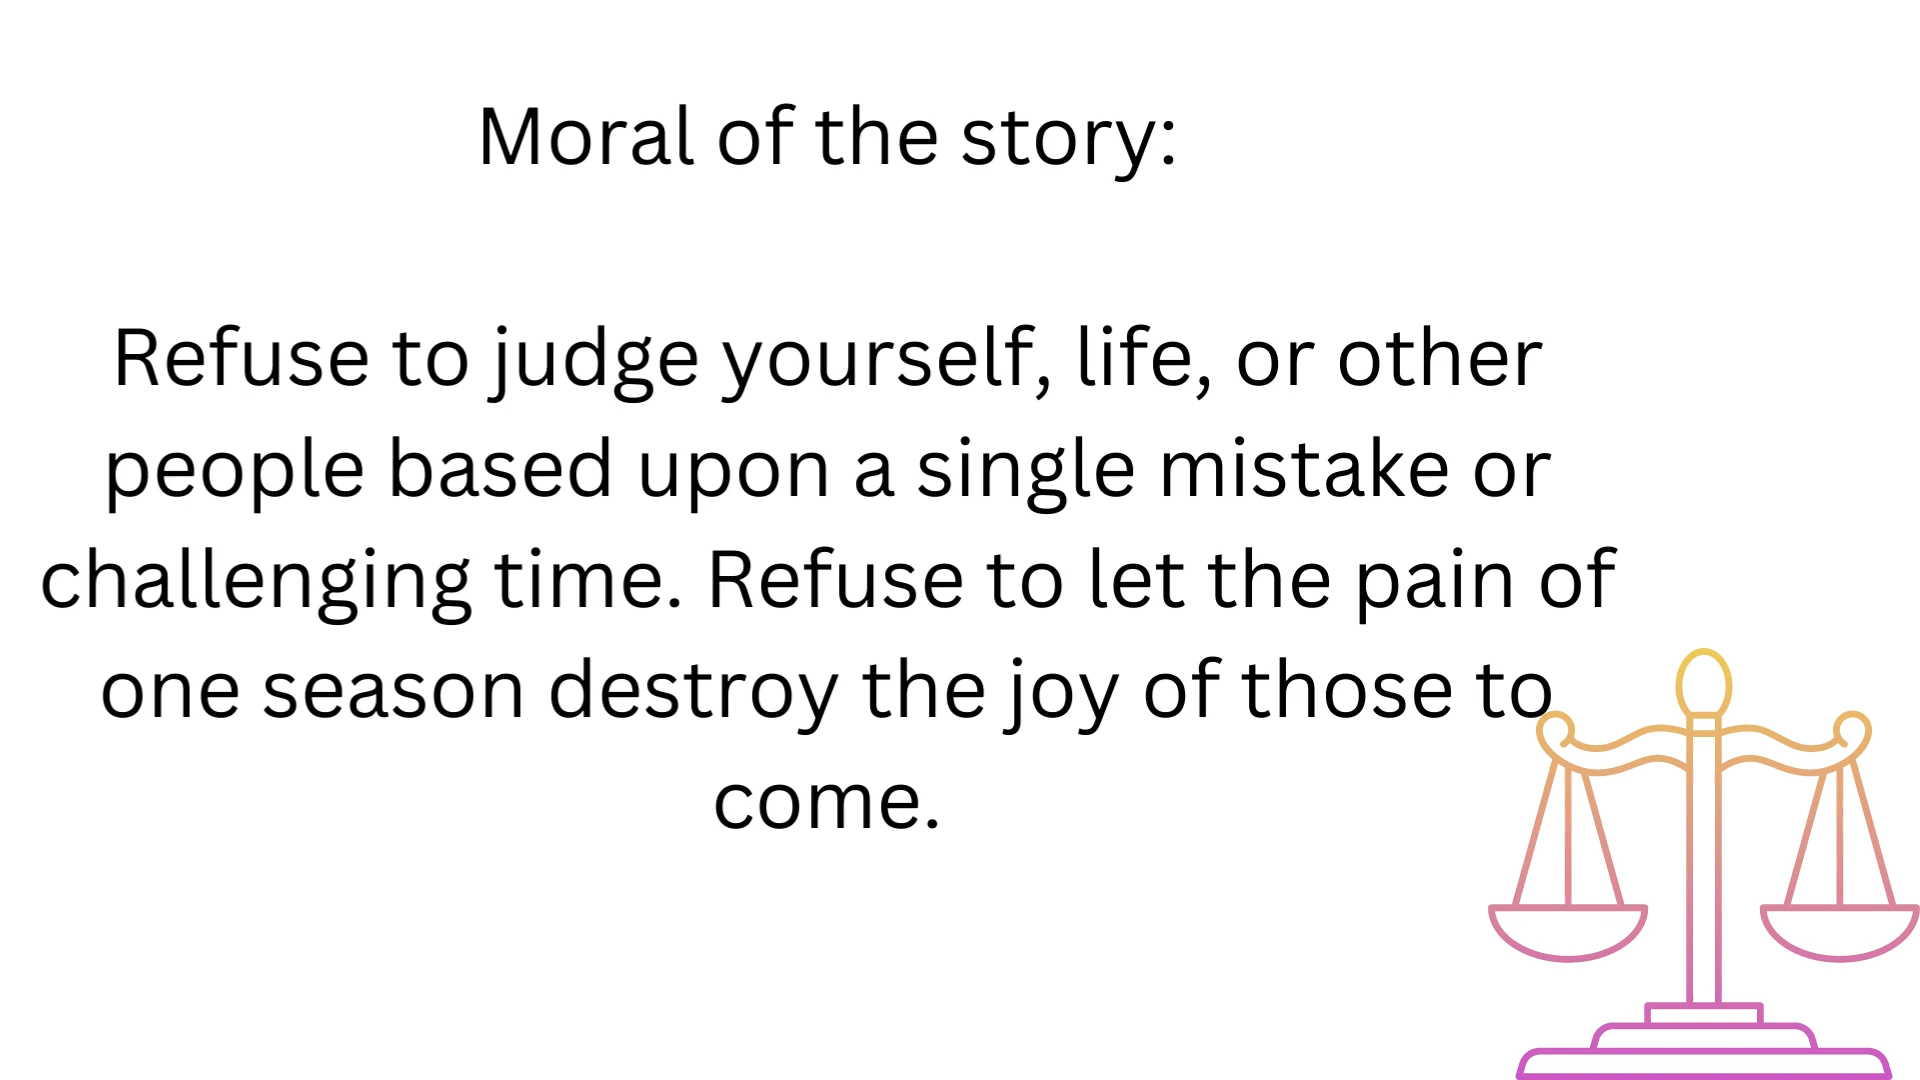 Moral of the story:
Refuse to judge yourself, life, or other
people based upon a single mistake or
challenging time. Refuse to let the pain of
one season destroy the joy of those to
come.